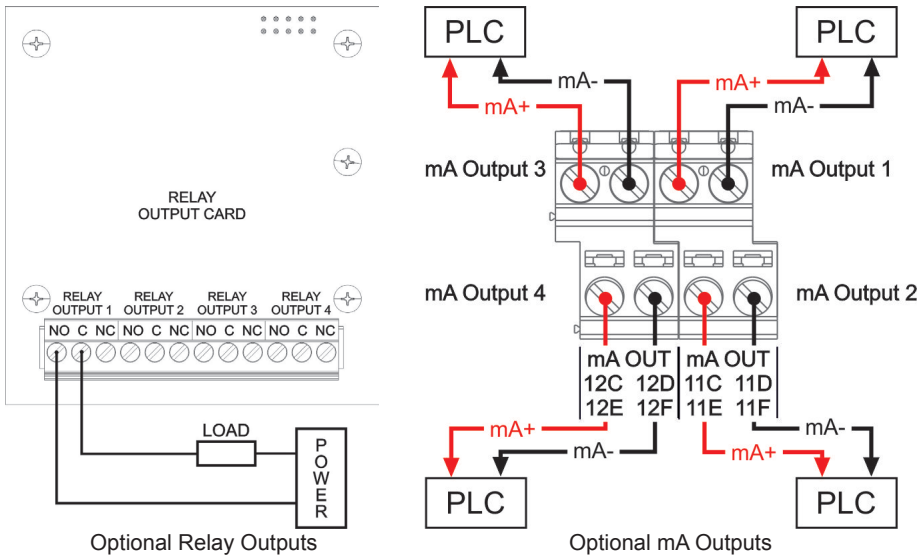 RELAY
OUTPUT CARD
RELAY
OUTPUT 1
RELAY
OUTPUT 2
RELAY
OUTPUT 3
RELAY
OUTPUT 4
NO C NC NO C NC NO C NC NO C NC
LOAD
POWER
Optional Relay Outputs
PLC
PLC
mA-
mA+
mA+
mA-
mA Output 3
mA Output 1
mA Output 4
mA Output 2
mA OUT mA OUT
12C 12D 11C 11D
12E 12F 11E 11F
mA+
mA-
mA-
mA+
PLC
PLC
Optional mA Outputs